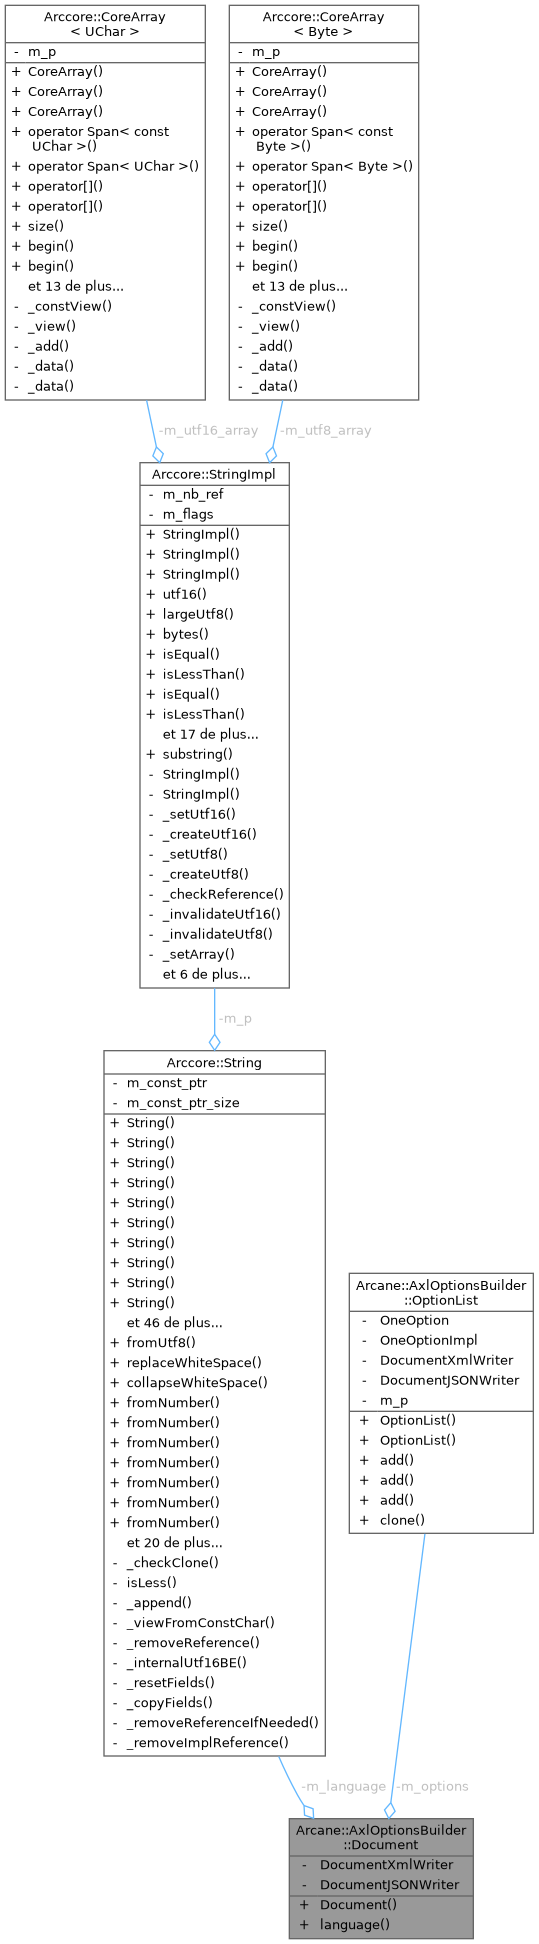 Arccore::CoreArray
< UChar >
- m_p
+ CoreArray()
+ CoreArray()
+ CoreArray()
+ operator Span< const
UChar >()
+ operator Span< UChar >()
+ operator[]()
+ operator[]()
+ size()
+ begin()
+ begin()
et 13 de plus...
- _constView()
- _view()
- _add()
- _data()
- _data()
Arccore::CoreArray
< Byte >
- m_p
+ CoreArray()
+ CoreArray()
+ CoreArray()
+ operator Span< const
Byte >()
+ operator Span< Byte >()
+ operator[]()
+ operator[]()
+ size()
+ begin()
+ begin()
et 13 de plus...
- _constView()
- _view()
- _add()
- _data()
- _data()
-m_utf16_array
-m_utf8_array
Arccore::StringImpl
- m_nb_ref
- m_flags
+ StringImpl()
+ StringImpl()
+ StringImpl()
+ utf16()
+ largeUtf8()
+ bytes()
+ isEqual()
+ isLessThan()
+ isEqual()
+ isLessThan()
et 17 de plus...
+ substring()
- StringImpl()
- StringImpl()
- _setUtf16()
- _createUtf16()
- _setUtf8()
- _createUtf8()
- _checkReference()
- _invalidateUtf16()
- _invalidateUtf8()
- _setArray()
et 6 de plus...
-m_p
Arccore::String
- m_const_ptr
- m_const_ptr_size
+ String()
+ String()
+ String()
+ String()
+ String()
+ String()
+ String()
+ String()
+ String()
+ String()
et 46 de plus...
+ fromUtf8()
+ replaceWhiteSpace()
+ collapseWhiteSpace()
+ fromNumber()
+ fromNumber()
+ fromNumber()
+ fromNumber()
+ fromNumber()
+ fromNumber()
+ fromNumber()
et 20 de plus...
- _checkClone()
- isLess()
- _append()
- _viewFromConstChar()
- _removeReference()
- _internalUtf16BE()
- _resetFields()
- _copyFields()
- _removeReferenceIfNeeded()
- _removeImplReference()
Arcane::AxlOptionsBuilder
::OptionList
- OneOption
- OneOptionImpl
- DocumentXmlWriter
- DocumentJSONWriter
- m_p
+ OptionList()
+ OptionList()
+ add()
+ add()
+ add()
+ clone()
-m_language
-m_options
Arcane::AxlOptionsBuilder
::Document
- DocumentXmlWriter
- DocumentJSONWriter
+ Document()
+ language()